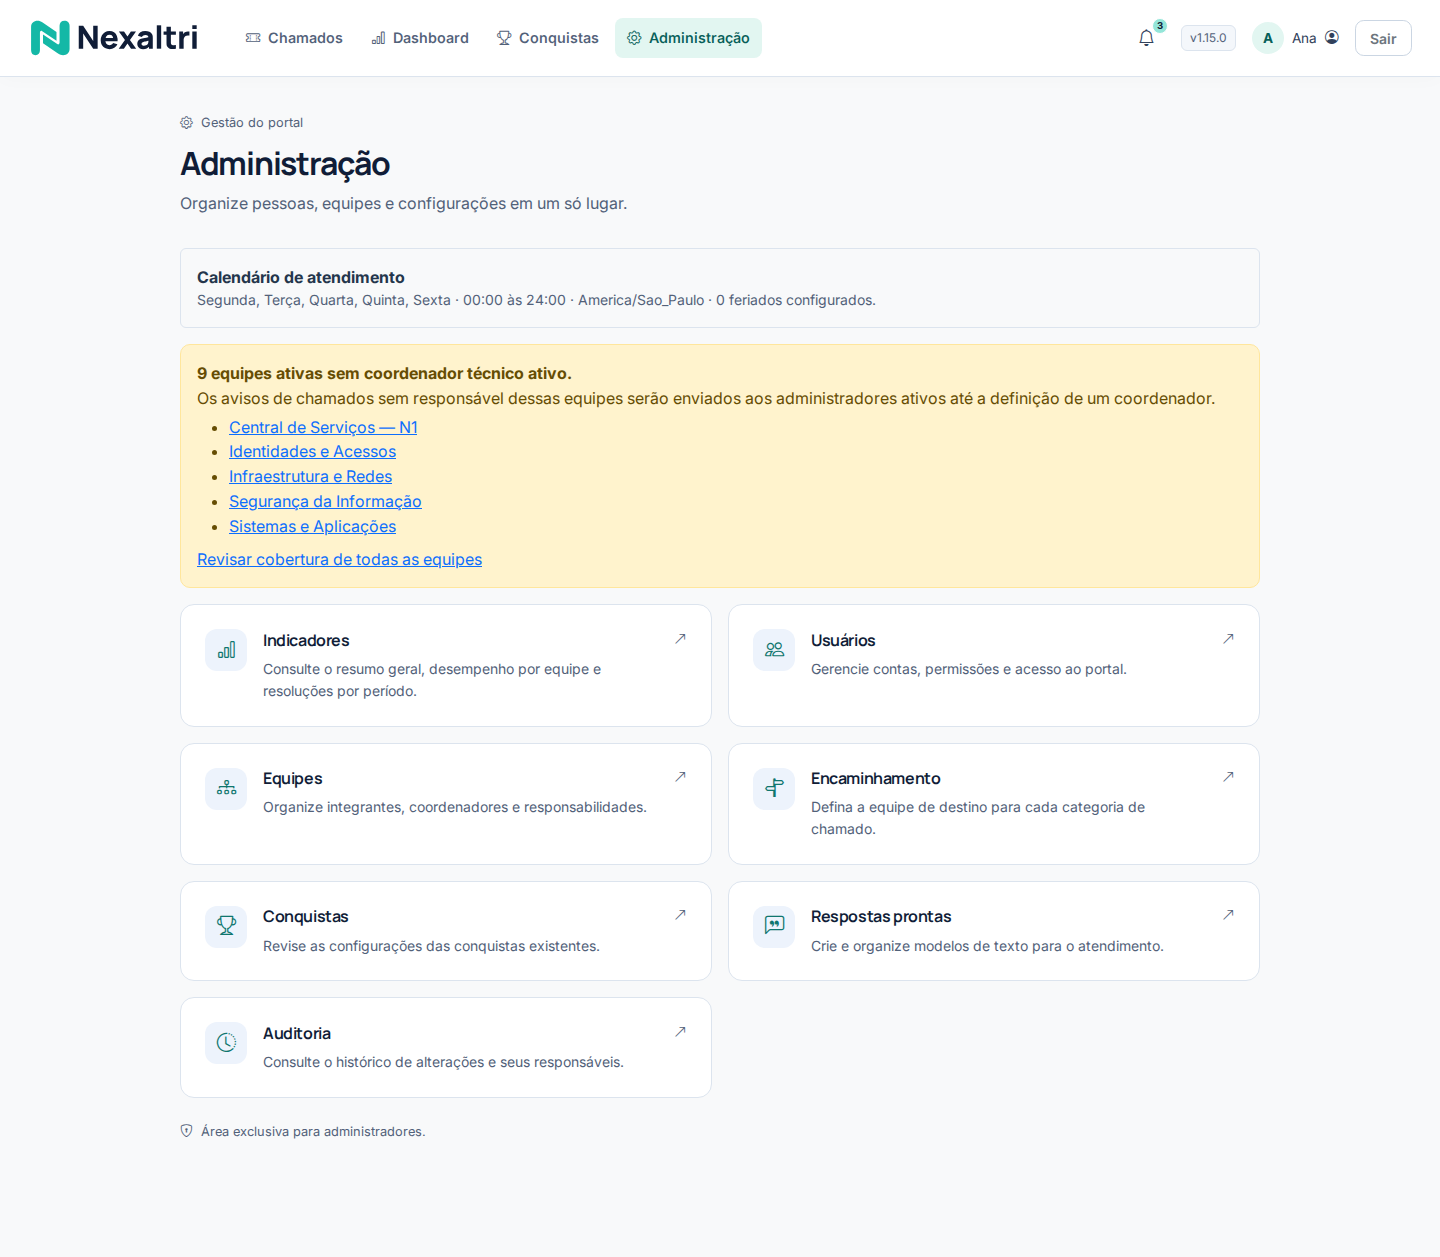 Nexaltri
Chamados
Dashboard
Conquistas
Administração
3
v1.15.0
A
Ana
Sair
Gestão do portal
Administração
Organize pessoas, equipes e configurações em um só lugar.
Calendário de atendimento
Segunda, Terça, Quarta, Quinta, Sexta · 00:00 às 24:00 · America/Sao_Paulo · 0 feriados configurados.
9 equipes ativas sem coordenador técnico ativo.
Os avisos de chamados sem responsável dessas equipes serão enviados aos administradores ativos até a definição de um coordenador.
Central de Serviços — N1
Identidades e Acessos
Infraestrutura e Redes
Segurança da Informação
Sistemas e Aplicações
Revisar cobertura de todas as equipes
Indicadores
Consulte o resumo geral, desempenho por equipe e
resoluções por período.
Usuários
Gerencie contas, permissões e acesso ao portal.
Equipes
Organize integrantes, coordenadores e responsabilidades.
Encaminhamento
Defina a equipe de destino para cada categoria de
chamado.
Conquistas
Revise as configurações das conquistas existentes.
Respostas prontas
Crie e organize modelos de texto para o atendimento.
Auditoria
Consulte o histórico de alterações e seus responsáveis.
Área exclusiva para administradores.